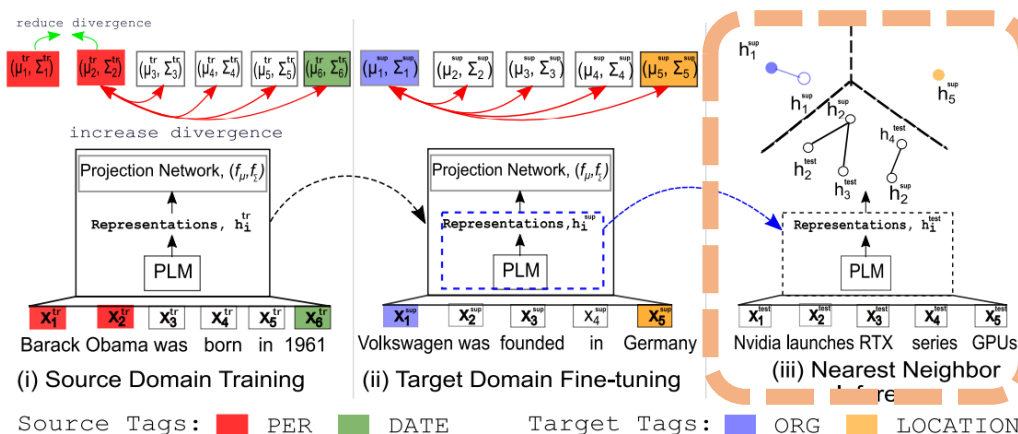 reduce divergence
(μ₁ᵗʳ, Σ₁ᵗʳ) (μ₂ᵗʳ, Σ₂ᵗʳ) (μ₃ᵗʳ, Σ₃ᵗʳ) (μ₄ᵗʳ, Σ₄ᵗʳ) (μ₅ᵗʳ, Σ₅ᵗʳ) (μ₆ᵗʳ, Σ₆ᵗʳ)
increase divergence
Projection Network, (f_μ, f_Σ)
Representations, hᵢᵗʳ
PLM
X₁ᵗʳ X₂ᵗʳ X₃ᵗʳ X₄ᵗʳ X₅ᵗʳ X₆ᵗʳ
Barack Obama was born in 1961
(i) Source Domain Training
(μ₁ˢᵘᵖ, Σ₁ˢᵘᵖ) (μ₂ˢᵘᵖ, Σ₂ˢᵘᵖ) (μ₃ˢᵘᵖ, Σ₃ˢᵘᵖ) (μ₄ˢᵘᵖ, Σ₄ˢᵘᵖ) (μ₅ˢᵘᵖ, Σ₅ˢᵘᵖ)
Projection Network, (f_μ, f_Σ)
Representations, hᵢˢᵘᵖ
PLM
X₁ˢᵘᵖ X₂ˢᵘᵖ X₃ˢᵘᵖ X₄ˢᵘᵖ X₅ˢᵘᵖ
Volkswagen was founded in Germany
(ii) Target Domain Fine-tuning
h₁ˢᵘᵖ
h₁ˢᵘᵖ h₂ˢᵘᵖ h₅ˢᵘᵖ
h₄ᵗᵉˢᵗ
h₂ᵗᵉˢᵗ h₃ᵗᵉˢᵗ h₂ˢᵘᵖ
Representations, hᵢᵗᵉˢᵗ
PLM
X₁ᵗᵉˢᵗ X₂ᵗᵉˢᵗ X₃ᵗᵉˢᵗ X₄ᵗᵉˢᵗ X₅ᵗᵉˢᵗ
Nvidia launches RTX series GPUs
(iii) Nearest Neighbor
Source Tags: PER DATE Target Tags: ORG LOCATION